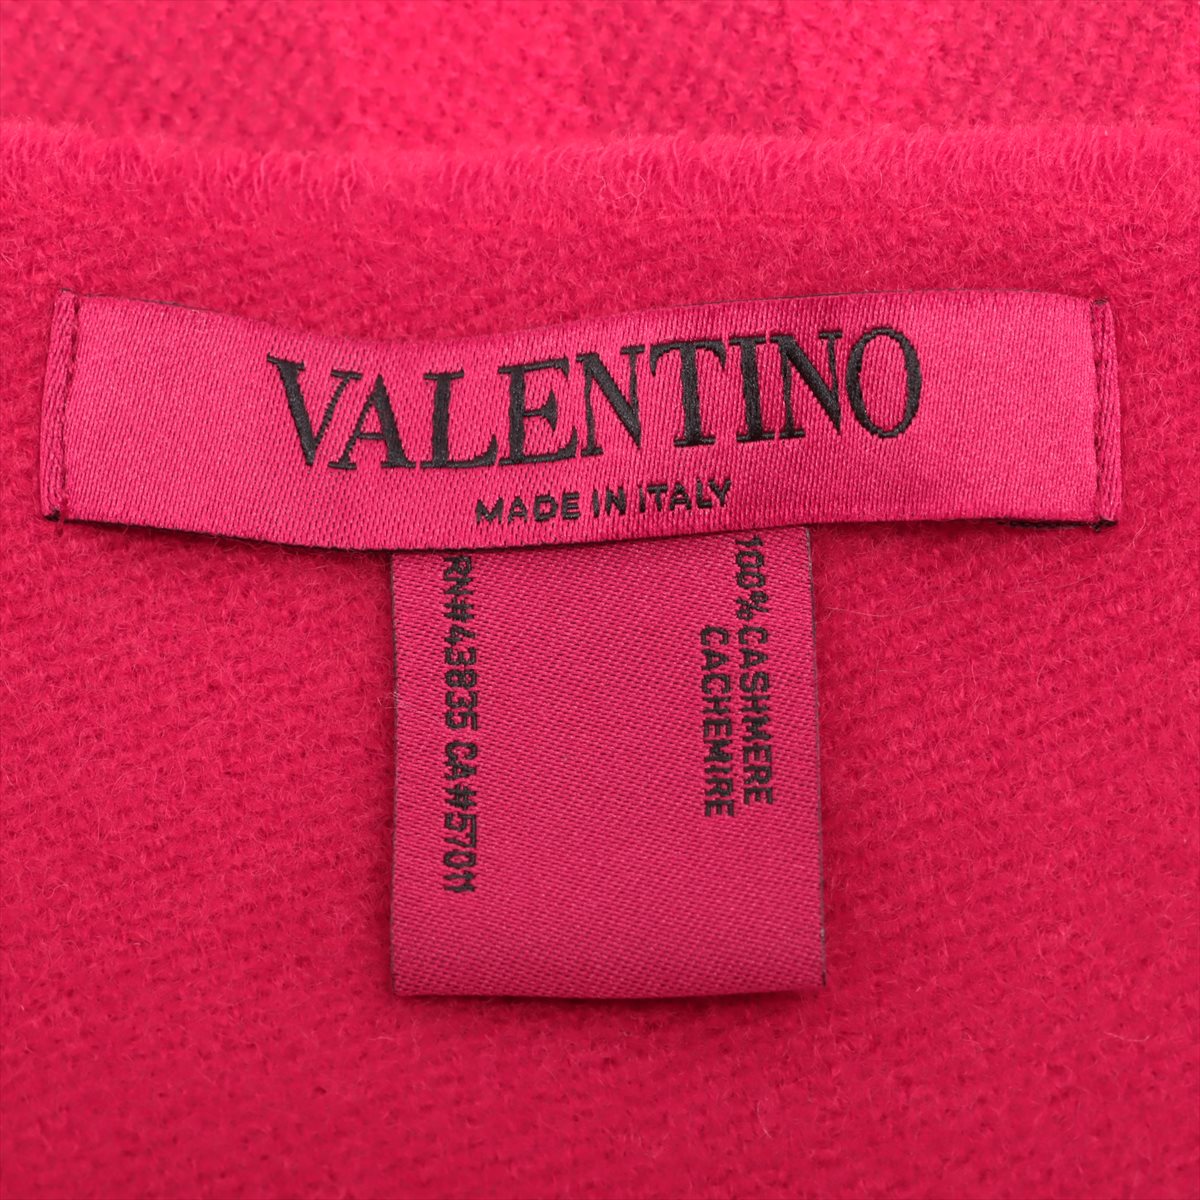 VALENTINO
MADE IN ITALY
100% CASHMERE
CACHEMIRE
RN#43835 CA#57011